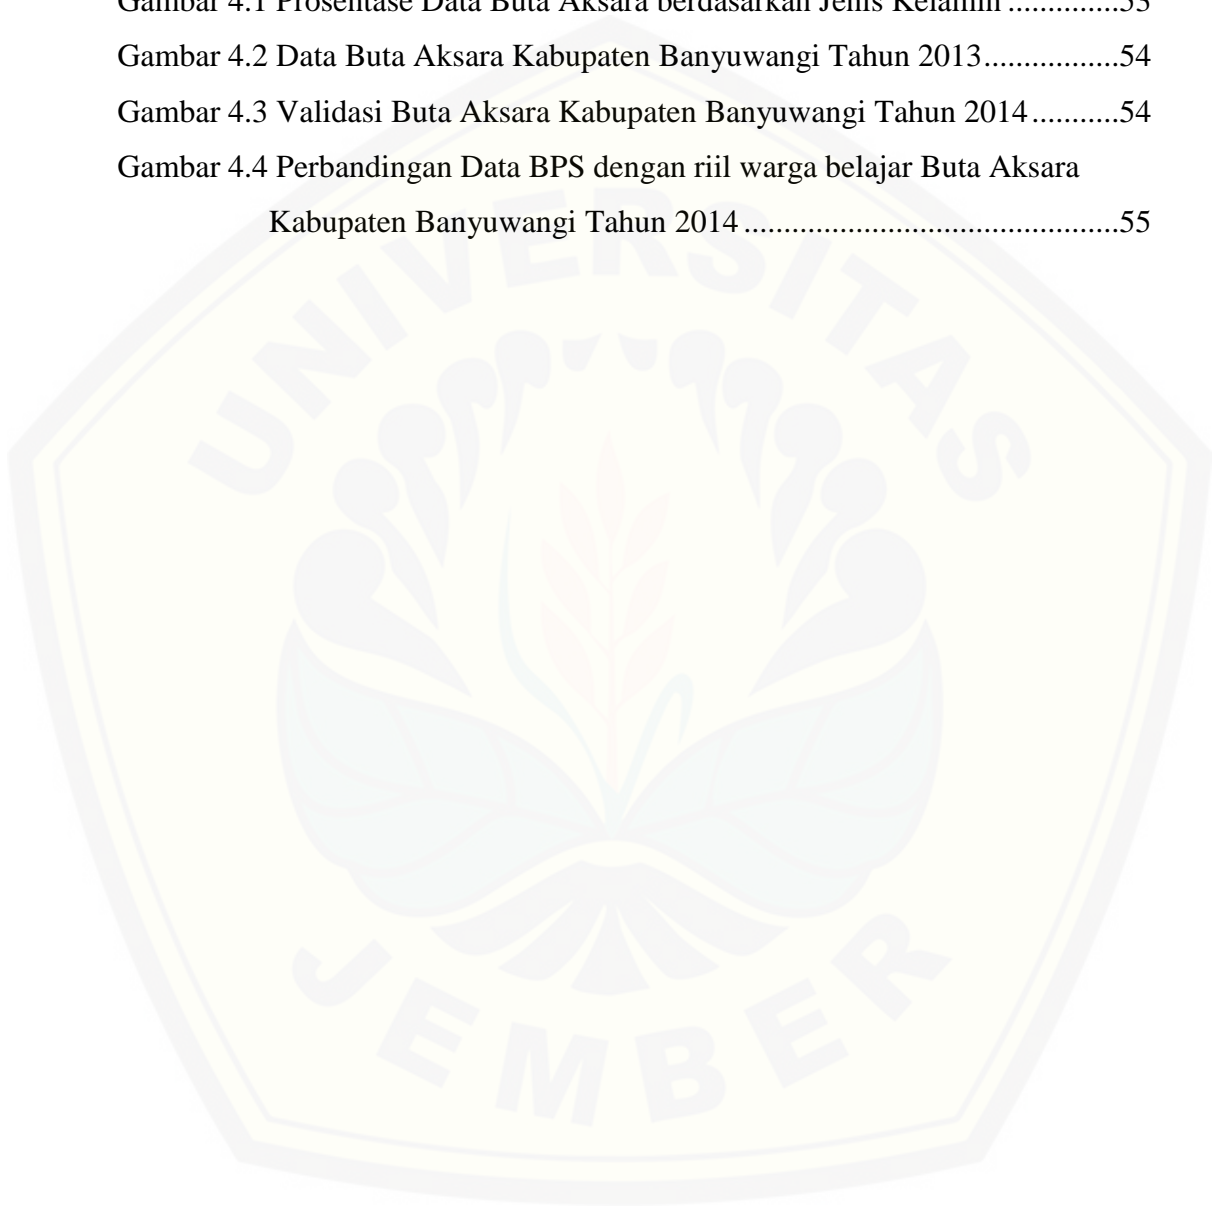 Gambar 4.1 Prosentase Data Buta Aksara berdasarkan Jenis Kelamin ..............53
Gambar 4.2 Data Buta Aksara Kabupaten Banyuwangi Tahun 2013.................54
Gambar 4.3 Validasi Buta Aksara Kabupaten Banyuwangi Tahun 2014...........54
Gambar 4.4 Perbandingan Data BPS dengan riil warga belajar Buta Aksara
Kabupaten Banyuwangi Tahun 2014........................................55
UNIVERSITAS
JEMBER